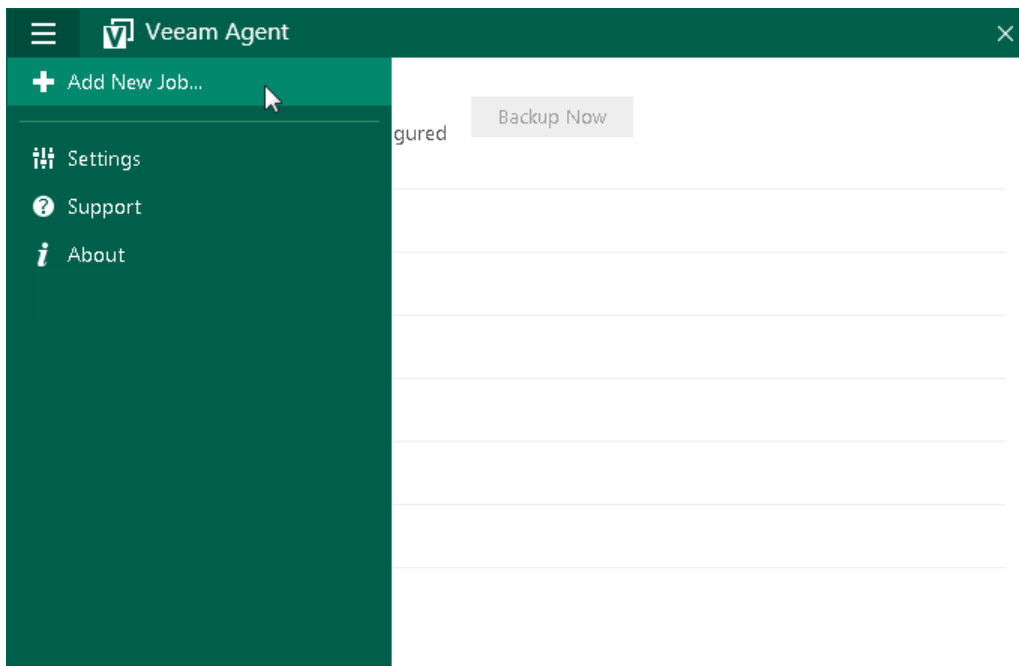 Veeam Agent
Add New Job...
Backup Now
gured
Settings
Support
About